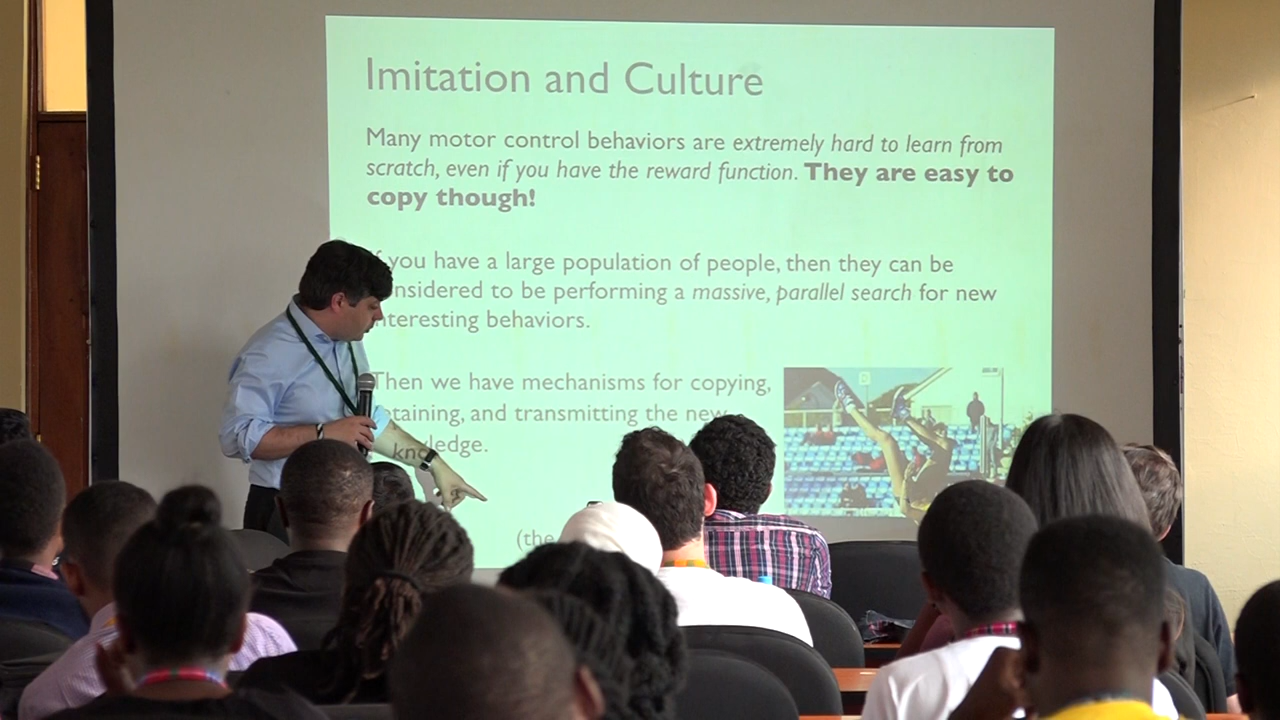 Imitation and Culture
Many motor control behaviors are extremely hard to learn from
scratch, even if you have the reward function. They are easy to
copy though!
you have a large population of people, then they can be
nsidered to be performing a massive, parallel search for new
nteresting behaviors.
Then we have mechanisms for copying,
taining, and transmitting the new
knowledge.
(the